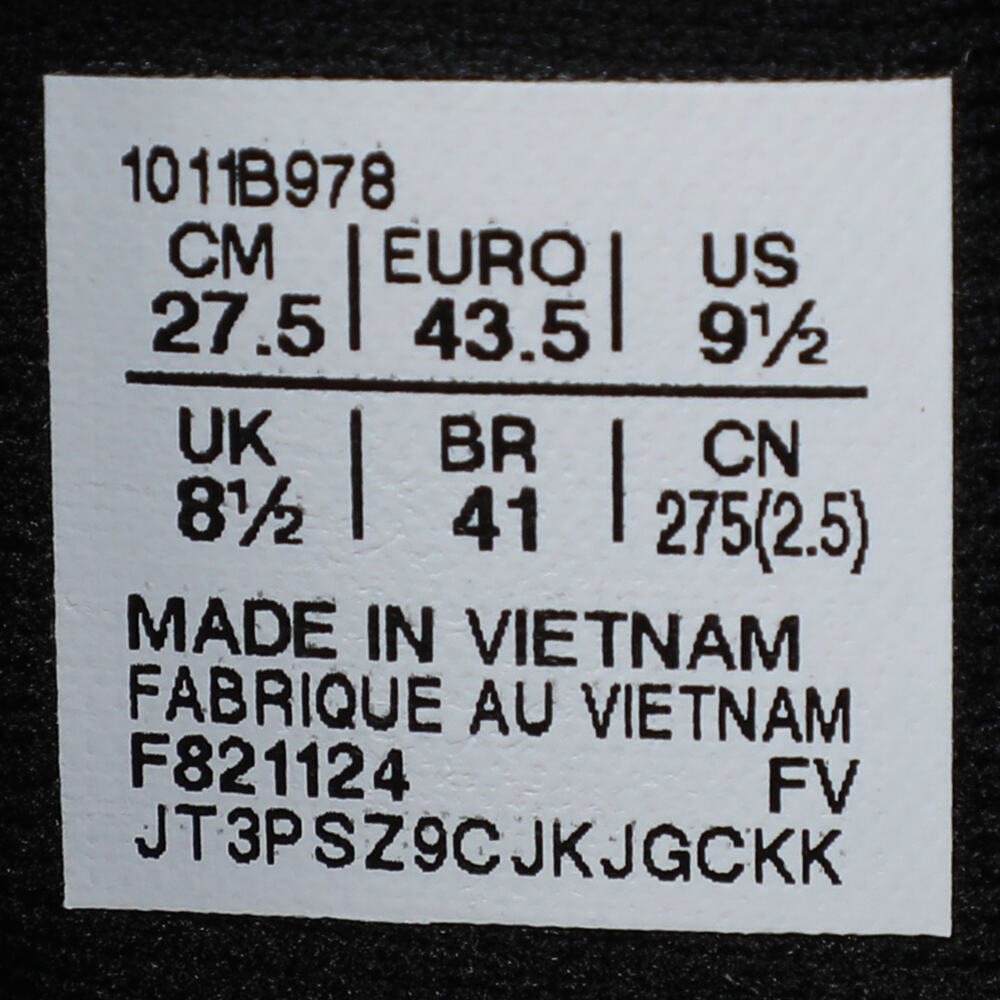 1011B978
CM | EURO | US
27.5 | 43.5 | 9½
UK | BR | CN
8½ | 41 | 275(2.5)
MADE IN VIETNAM
FABRIQUE AU VIETNAM
F821124 FV
JT3PSZ9CJKJGCKK